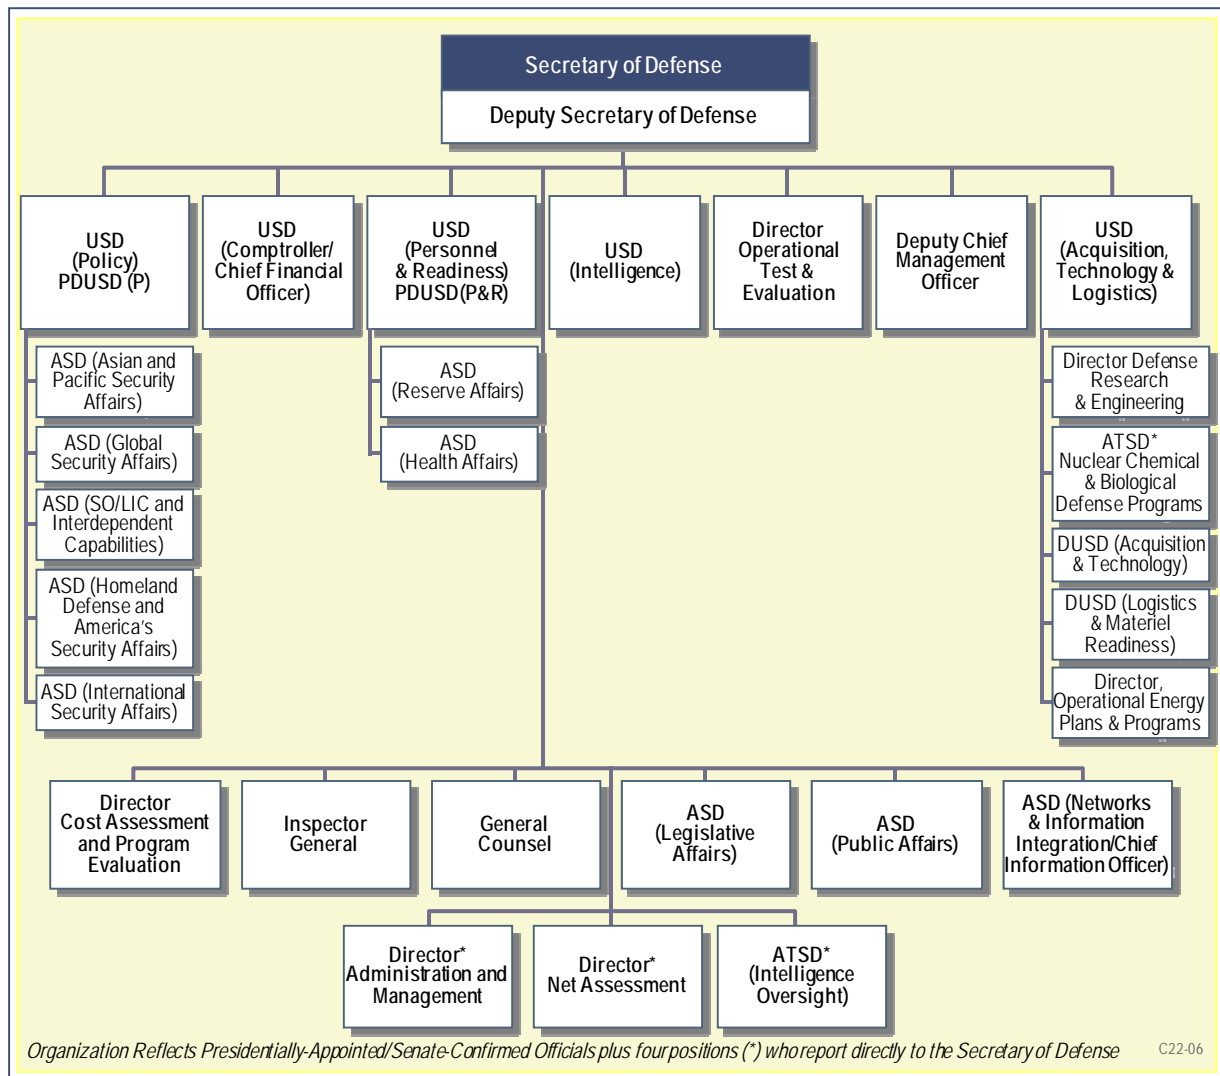 Secretary of Defense
Deputy Secretary of Defense
USD
(Policy)
PDUSD (P)
USD
(Comptroller/
Chief Financial
Officer)
USD
(Personnel
& Readiness)
PDUSD(P&R)
USD
(Intelligence)
Director
Operational
Test &
Evaluation
Deputy Chief
Management
Officer
USD
(Acquisition,
Technology &
Logistics)
ASD (Asian and
Pacific Security
Affairs)
ASD (Global
Security Affairs)
ASD (SO/LIC and
Interdependent
Capabilities)
ASD (Homeland
Defense and
America's
Security Affairs)
ASD (International
Security Affairs)
ASD
(Reserve Affairs)
ASD
(Health Affairs)
Director Defense
Research
& Engineering
ATSD*
Nuclear Chemical
& Biological
Defense Programs
DUSD (Acquisition
& Technology)
DUSD (Logistics
& Materiel
Readiness)
Director,
Operational Energy
Plans & Programs
Director
Cost Assessment
and Program
Evaluation
Inspector
General
General
Counsel
ASD
(Legislative
Affairs)
ASD
(Public Affairs)
ASD (Networks
& Information
Integration/Chief
Information Officer)
Director*
Administration and
Management
Director*
Net Assessment
ATSD*
(Intelligence
Oversight)
Organization Reflects Presidentially-Appointed/Senate-Confirmed Officials plus four positions (*) who report directly to the Secretary of Defense
C22-06